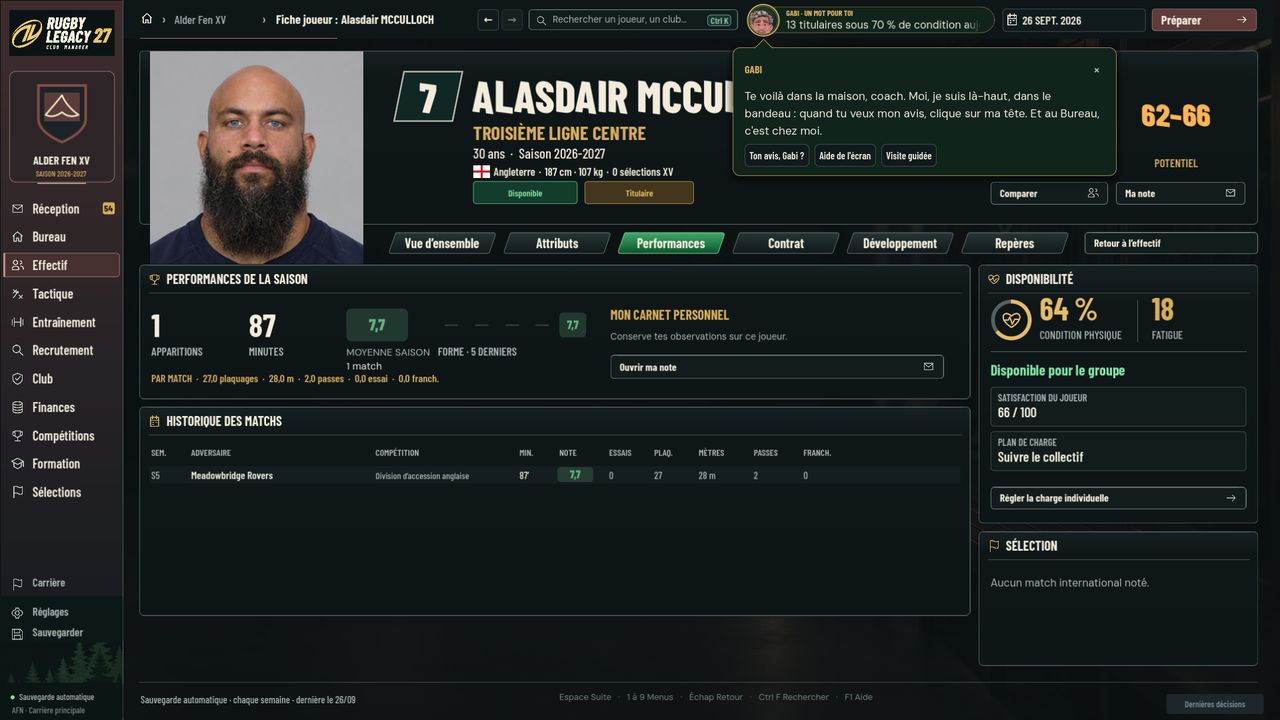 RUGBY
LEGACY 27
CLUB MANAGER
Alder Fen XV
Fiche joueur : Alasdair MCCULLOCH
Rechercher un joueur, un club...
Ctrl K
GABI · UN MOT POUR TOI
13 titulaires sous 70 % de condition au
26 SEPT. 2026
Préparer
ALDER FEN XV
SAISON 2026-2027
Réception
54
Bureau
Effectif
Tactique
Entraînement
Recrutement
Club
Finances
Compétitions
Formation
Sélections
Carrière
Réglages
Sauvegarder
Sauvegarde automatique
AFN · Carrière principale
7
ALASDAIR MCCUL
TROISIÈME LIGNE CENTRE
30 ans · Saison 2026-2027
Angleterre · 187 cm · 107 kg · 0 sélections XV
Disponible
Titulaire
GABI
×
Te voilà dans la maison, coach. Moi, je suis là-haut, dans le
bandeau : quand tu veux mon avis, clique sur ma tête. Et au Bureau,
c'est chez moi.
Ton avis, Gabi ?
Aide de l'écran
Visite guidée
62–66
POTENTIEL
Comparer
Ma note
Vue d'ensemble
Attributs
Performances
Contrat
Développement
Repères
Retour à l'effectif
PERFORMANCES DE LA SAISON
1
APPARITIONS
87
MINUTES
7,7
MOYENNE SAISON
1 match
— — — —
7,7
FORME · 5 DERNIERS
PAR MATCH · 27,0 plaquages · 28,0 m · 2,0 passes · 0,0 essai · 0,0 franch.
MON CARNET PERSONNEL
Conserve tes observations sur ce joueur.
Ouvrir ma note
HISTORIQUE DES MATCHS
SEM. ADVERSAIRE COMPÉTITION MIN. NOTE ESSAIS PLAQ. MÈTRES PASSES FRANCH.
S5 Meadowbridge Rovers Division d'accession anglaise 87' 7,7 0 27 28 m 2 0
DISPONIBILITÉ
64 %
CONDITION PHYSIQUE
18
FATIGUE
Disponible pour le groupe
SATISFACTION DU JOUEUR
66 / 100
PLAN DE CHARGE
Suivre le collectif
Régler la charge individuelle
SÉLECTION
Aucun match international noté.
Sauvegarde automatique · chaque semaine · dernière le 26/09
Espace Suite · 1 à 9 Menus · Échap Retour · Ctrl F Rechercher · F1 Aide
Dernières décisions